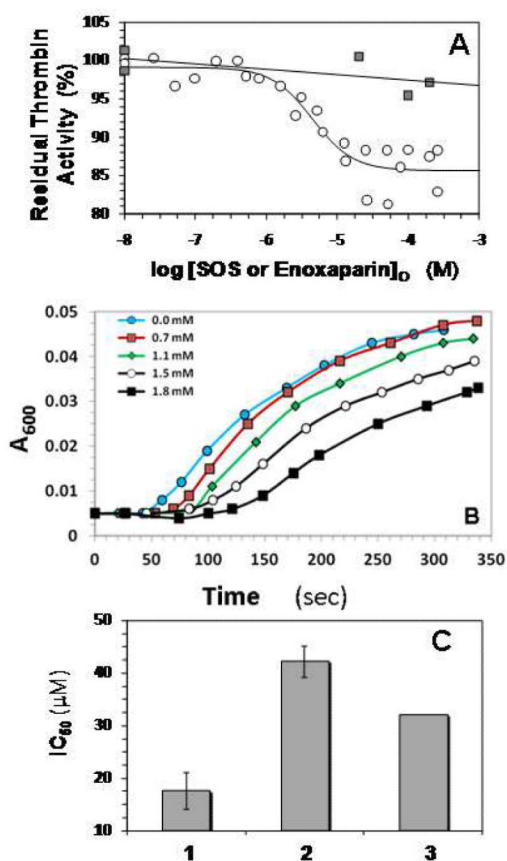 105
100
95
90
85
80
Residual Thrombin
Activity (%)
A
-8 -7 -6 -5 -4 -3
log [SOS or Enoxaparin]O (M)
0.05
0.04
0.03
0.02
0.01
0
A600
0.0 mM
0.7 mM
1.1 mM
1.5 mM
1.8 mM
B
0 50 100 150 200 250 300 350
Time (sec)
50
40
30
20
10
IC50 (µM)
C
1 2 3